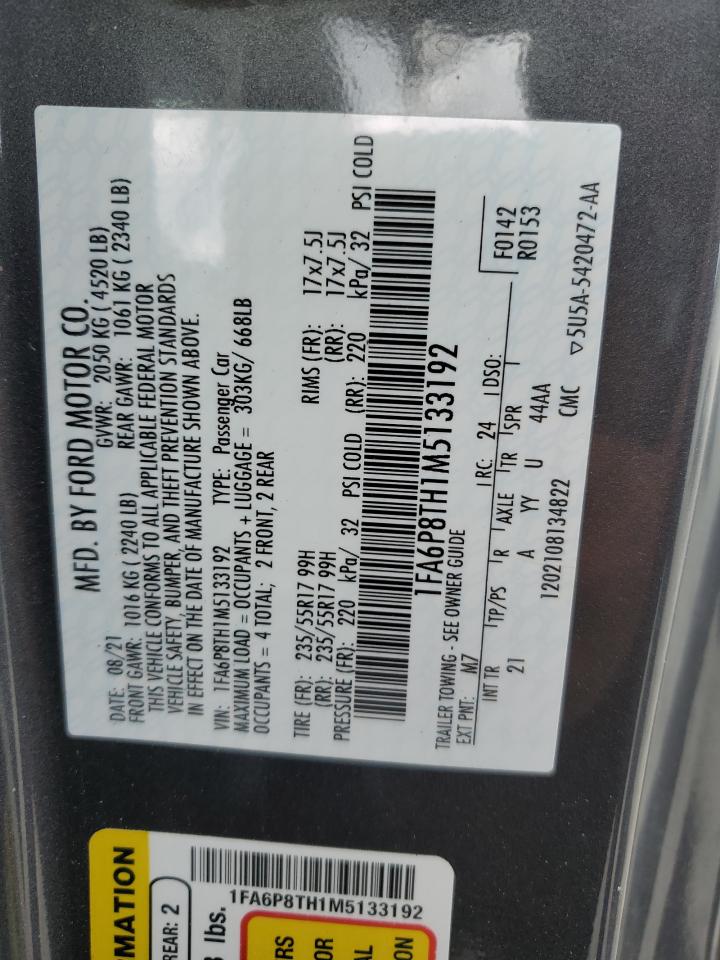 MFD. BY FORD MOTOR CO.
DATE: 08/21 GVWR: 2050 KG ( 4520 LB)
FRONT GAWR: 1016 KG ( 2240 LB) REAR GAWR: 1061 KG ( 2340 LB)
THIS VEHICLE CONFORMS TO ALL APPLICABLE FEDERAL MOTOR
VEHICLE SAFETY, BUMPER, AND THEFT PREVENTION STANDARDS
IN EFFECT ON THE DATE OF MANUFACTURE SHOWN ABOVE.
VIN: 1FA6P8TH1M5133192 TYPE: Passenger Car
MAXIMUM LOAD = OCCUPANTS + LUGGAGE = 303KG/ 668LB
OCCUPANTS = 4 TOTAL; 2 FRONT, 2 REAR
TIRE (FR): 235/55R17 99H RIMS (FR): 17x7.5J
(RR): 235/55R17 99H (RR): 17x7.5J
PRESSURE (FR): 220 kPa/ 32 PSI COLD (RR): 220 kPa/ 32 PSI COLD
1FA6P8TH1M5133192
TRAILER TOWING - SEE OWNER GUIDE
EXT PNT: M7 RC: 24 DSO: F0142
R0153
INT TR TP/PS R AXLE TR SPR
21 A YY U 44AA
1202108134822 CMC ▽5U5A-5420472-AA
RMATION
REAR: 2
lbs.
1FA6P8TH1M5133192
RS
OR
AL
ON